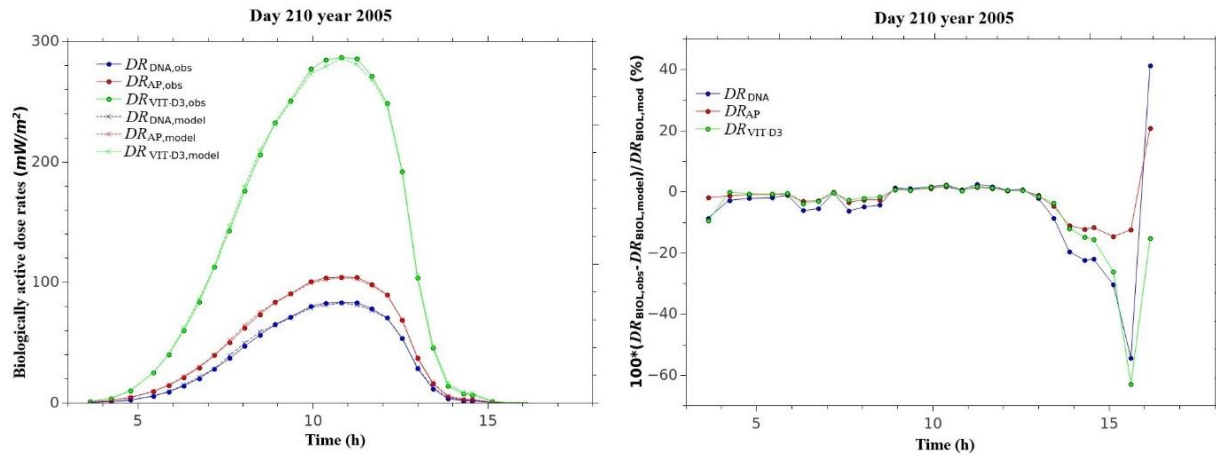 Day 210 year 2005
300
200
100
0
5
10
15
Time (h)
Biologically active dose rates (mW/m²)
DR DNA,obs
DR AP,obs
DR VIT-D3,obs
DR DNA,model
DR AP,model
DR VIT-D3,model
Day 210 year 2005
40
20
0
-20
-40
-60
5
10
15
Time (h)
100*(DR BIOL,obs-DR BIOL,model)/DR BIOL,mod (%)
DR DNA
DR AP
DR VIT-D3